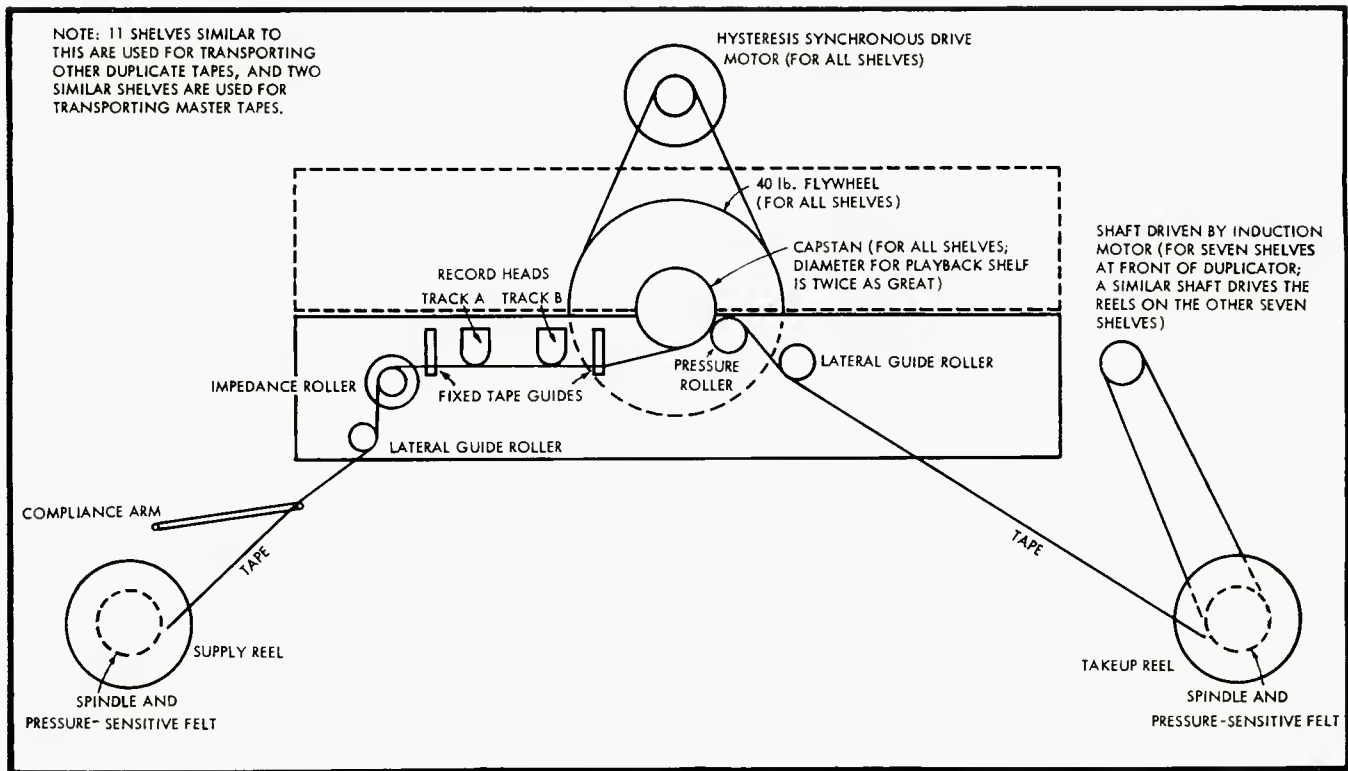 NOTE: 11 SHELVES SIMILAR TO
THIS ARE USED FOR TRANSPORTING
OTHER DUPLICATE TAPES, AND TWO
SIMILAR SHELVES ARE USED FOR
TRANSPORTING MASTER TAPES.
HYSTERESIS SYNCHRONOUS DRIVE
MOTOR (FOR ALL SHELVES)
40 lb. FLYWHEEL
(FOR ALL SHELVES)
CAPSTAN (FOR ALL SHELVES;
DIAMETER FOR PLAYBACK SHELF
IS TWICE AS GREAT)
SHAFT DRIVEN BY INDUCTION
MOTOR (FOR SEVEN SHELVES
AT FRONT OF DUPLICATOR;
A SIMILAR SHAFT DRIVES THE
REELS ON THE OTHER SEVEN
SHELVES)
RECORD HEADS
TRACK A TRACK B
IMPEDANCE ROLLER
FIXED TAPE GUIDES
PRESSURE
ROLLER
LATERAL GUIDE ROLLER
LATERAL GUIDE ROLLER
COMPLIANCE ARM
TAPE
TAPE
SUPPLY REEL
SPINDLE AND
PRESSURE- SENSITIVE FELT
TAKEUP REEL
SPINDLE AND
PRESSURE-SENSITIVE FELT